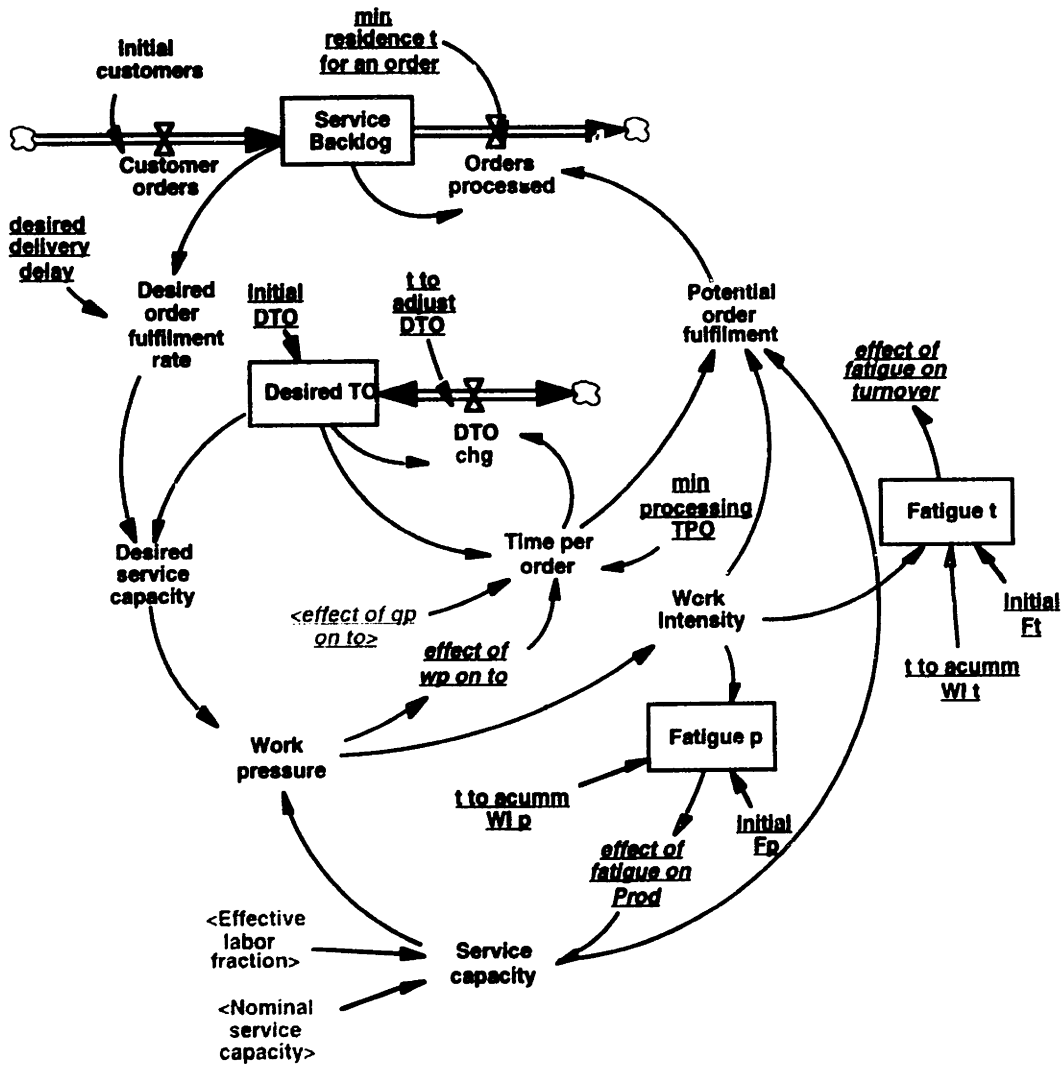 min
residence t
for an order
Initial
customers
Service
Backlog
Customer
orders
Orders
processed
desired
delivery
delay
Desired
order
fulfilment
rate
Initial
DTO
t to
adjust
DTO
Potential
order
fulfilment
effect of
fatigue on
turnover
Desired TO
DTO
chg
min
processing
TPO
Fatigue t
Time per
order
Desired
service
capacity
Work
Intensity
Initial
Ft
<effect of qp
on to>
effect of
wp on to
t to acumm
WI t
Work
pressure
Fatigue p
t to acumm
WI p
Initial
Fp
effect of
fatigue on
Prod
<Effective
labor
fraction>
Service
capacity
<Nominal
service
capacity>